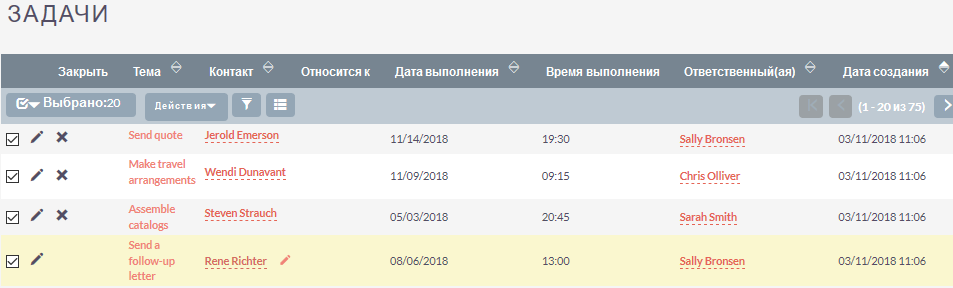 ЗАДАЧИ
Закрыть Тема Контакт Относится к Дата выполнения Время выполнения Ответственный(ая) Дата создания
Выбрано:20 Действия (1 - 20 из 75)
Send quote Jerold Emerson 11/14/2018 19:30 Sally Bronsen 03/11/2018 11:06
Make travel
arrangements Wendi Dunavant 11/09/2018 09:15 Chris Olliver 03/11/2018 11:06
Assemble
catalogs Steven Strauch 05/03/2018 20:45 Sarah Smith 03/11/2018 11:06
Send a
follow-up
letter Rene Richter 08/06/2018 13:00 Sally Bronsen 03/11/2018 11:06